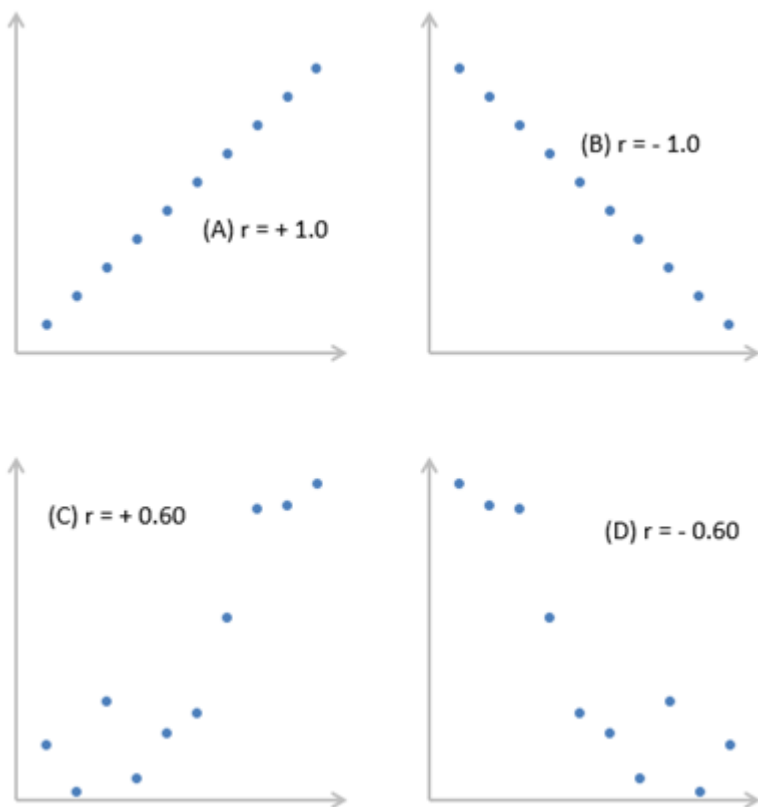 (A) r = + 1.0
(B) r = - 1.0
(C) r = + 0.60
(D) r = - 0.60